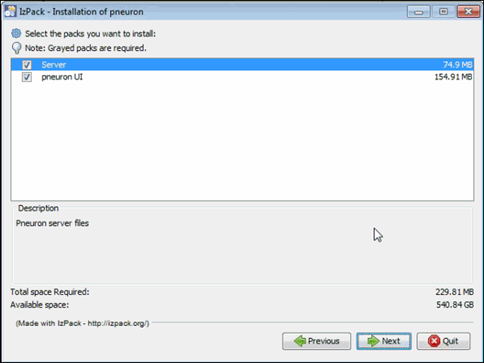 IzPack - Installation of pneuron
Select the packs you want to install:
Note: Grayed packs are required.
Server 74.9 MB
pneuron UI 154.91 MB
Description
Pneuron server files
Total space Required: 229.81 MB
Available space: 540.84 GB
(Made with IzPack - http://izpack.org/)
Previous Next Quit